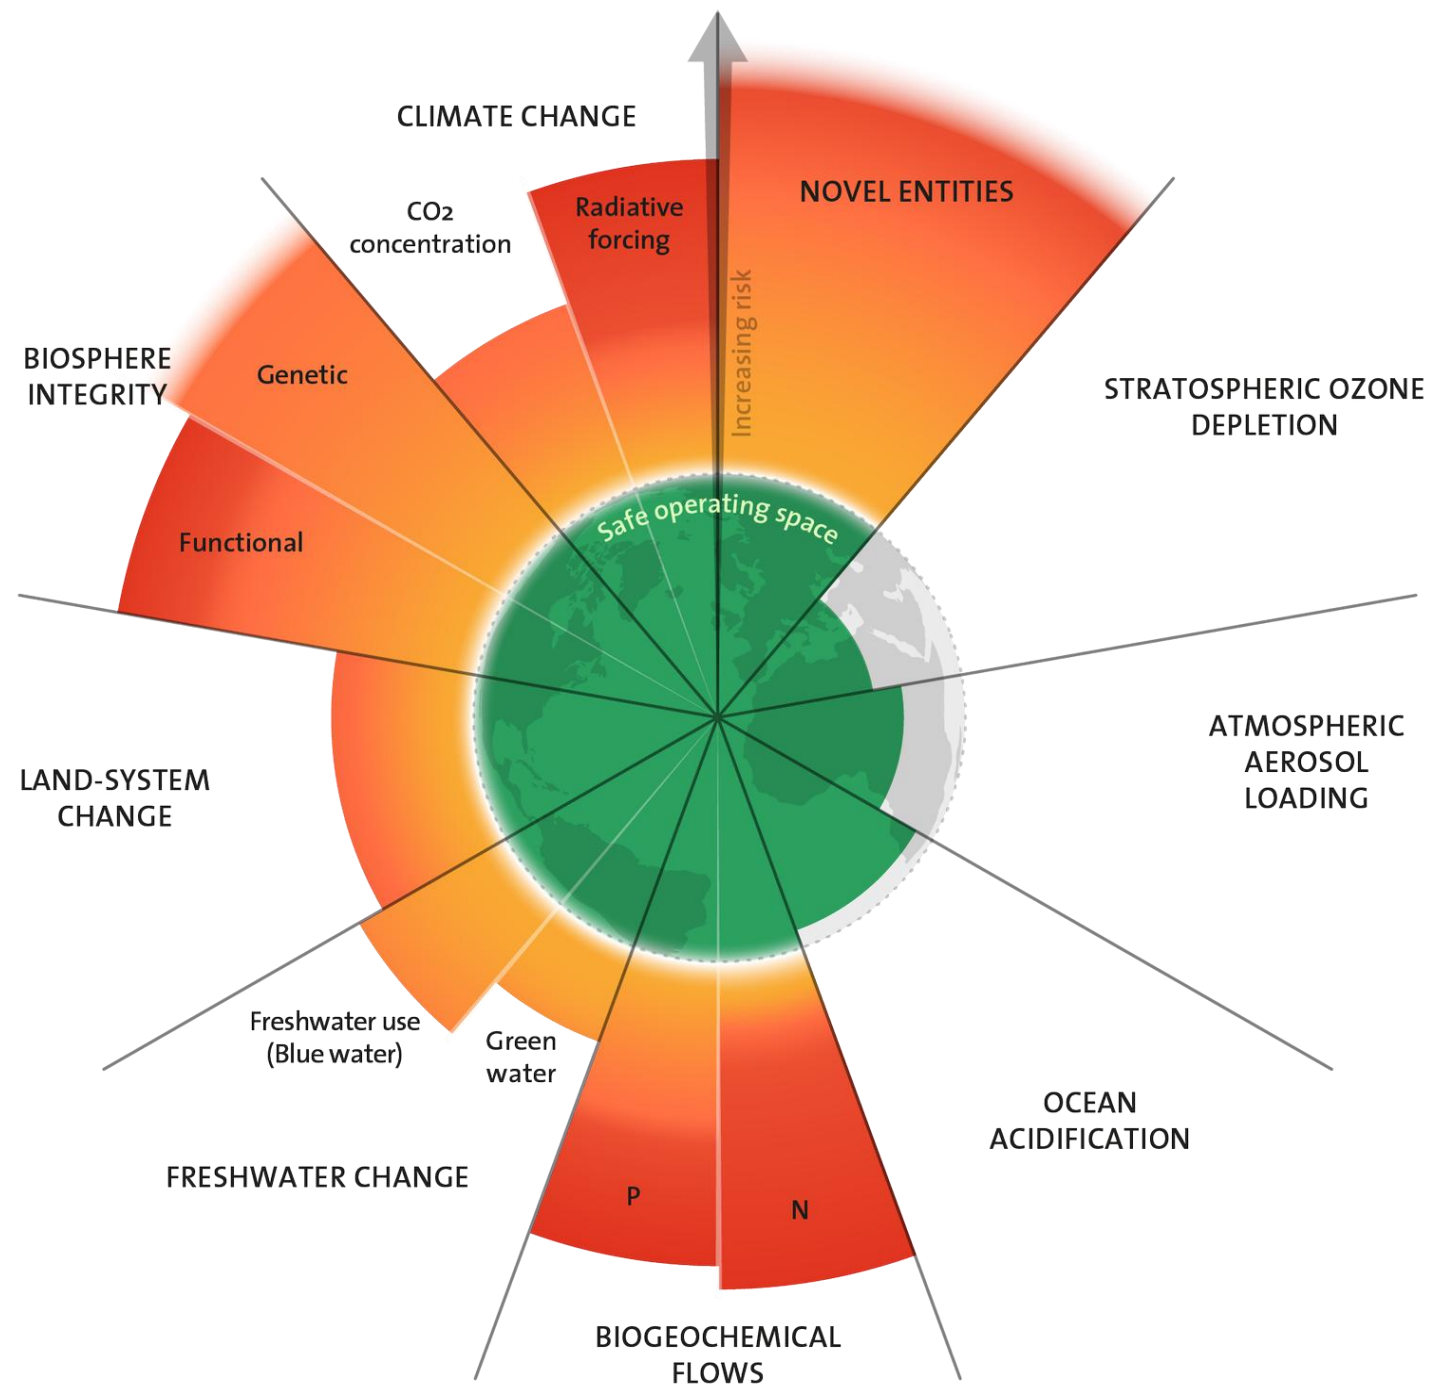 CLIMATE CHANGE
CO2
concentration
Radiative
forcing
Increasing risk
NOVEL ENTITIES
STRATOSPHERIC OZONE
DEPLETION
BIOSPHERE
INTEGRITY
Genetic
Functional
Safe operating space
ATMOSPHERIC
AEROSOL
LOADING
LAND-SYSTEM
CHANGE
Freshwater use
(Blue water)
Green
water
FRESHWATER CHANGE
P
N
BIOGEOCHEMICAL
FLOWS
OCEAN
ACIDIFICATION